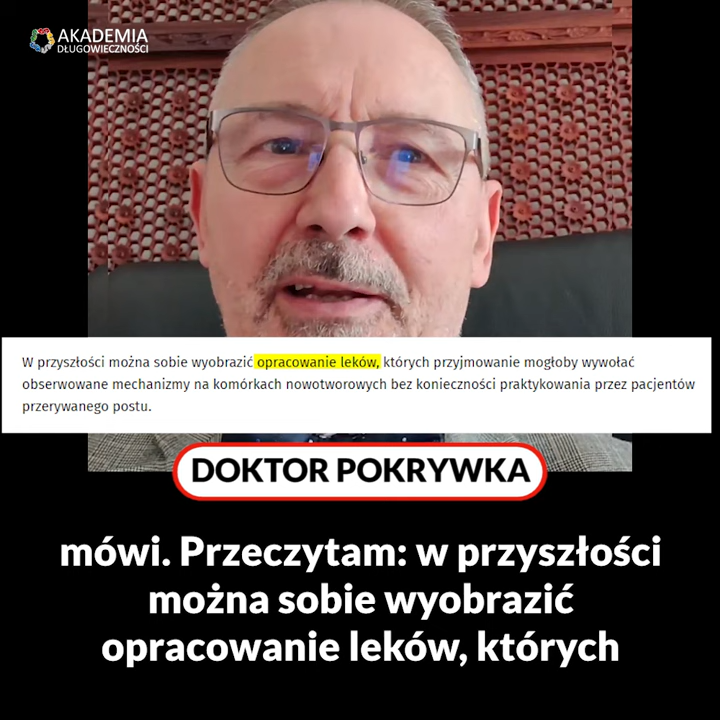 AKADEMIA
DŁUGOWIECZNOŚCI
W przyszłości można sobie wyobrazić opracowanie leków, których przyjmowanie mogłoby wywołać
obserwowane mechanizmy na komórkach nowotworowych bez konieczności praktykowania przez pacjentów
przerywanego postu.
DOKTOR POKRYWKA
mówi. Przeczytam: w przyszłości
można sobie wyobrazić
opracowanie leków, których